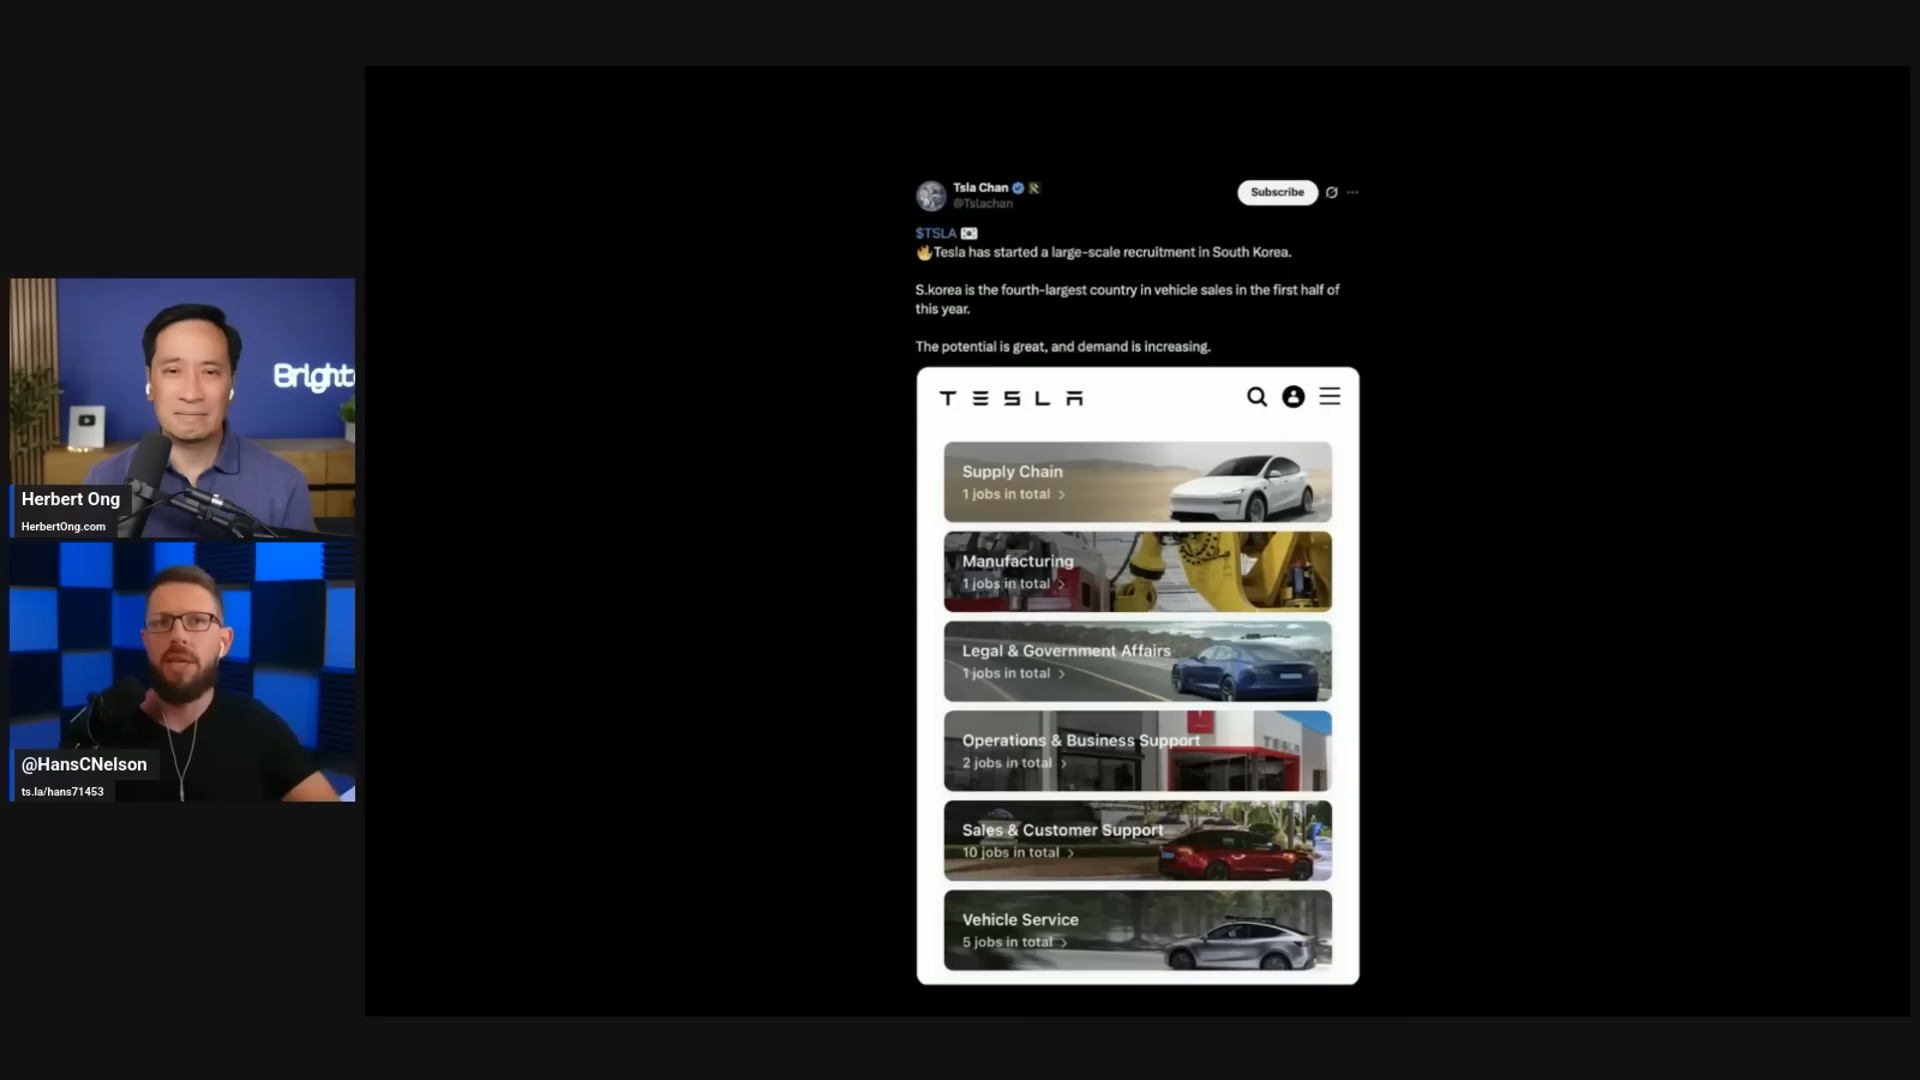 Bright
Herbert Ong
HerbertOng.com
@HansCNelson
ts.la/hans71453
Tsla Chan
@Tslachan
Subscribe
$TSLA 🇰🇷
🔥Tesla has started a large-scale recruitment in South Korea.
S.korea is the fourth-largest country in vehicle sales in the first half of
this year.
The potential is great, and demand is increasing.
TESLA
Supply Chain
1 jobs in total >
Manufacturing
1 jobs in total >
Legal & Government Affairs
1 jobs in total >
Operations & Business Support
2 jobs in total >
TESLA
Sales & Customer Support
10 jobs in total >
Vehicle Service
5 jobs in total >